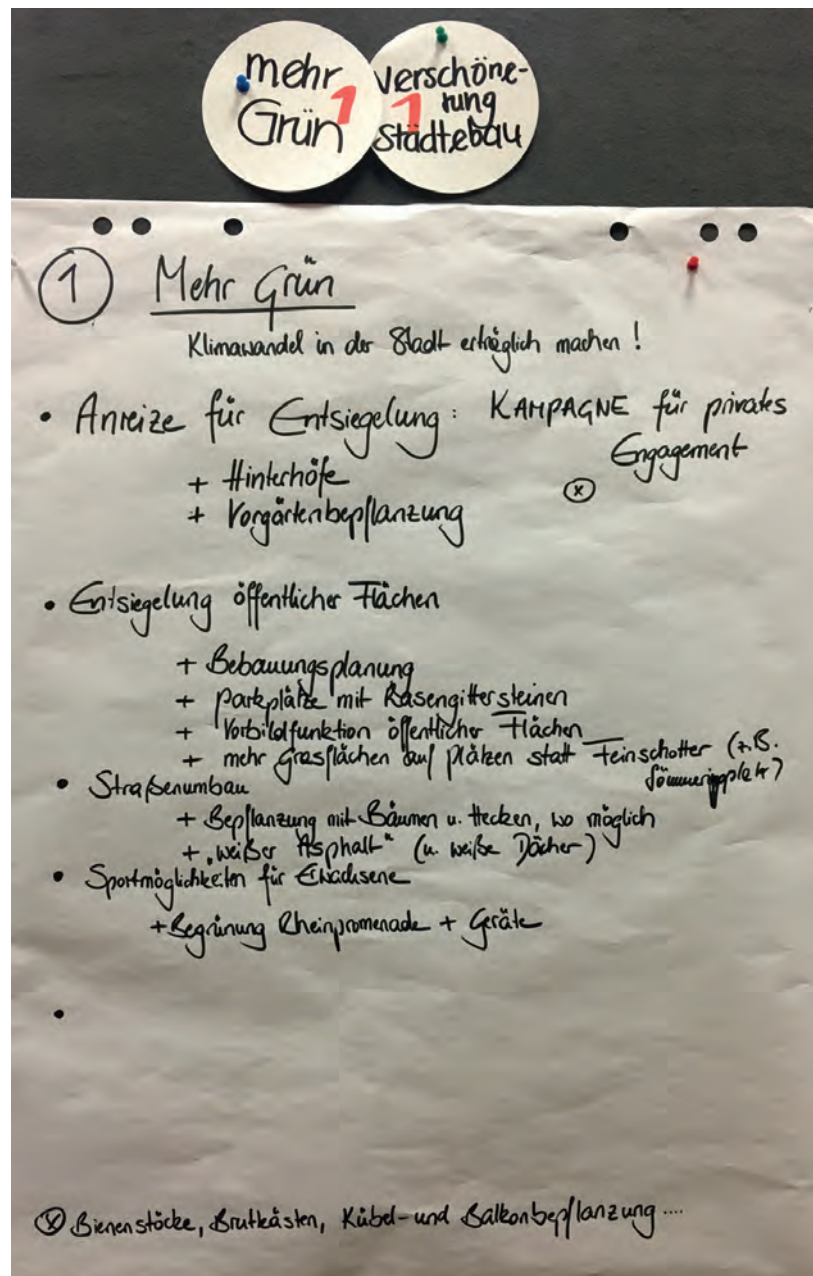 mehr
Grün 1
Verschöne-
rung
1
Städtebau
1 Mehr Grün
Klimawandel in der Stadt erträglich machen !
• Anreize für Entsiegelung : KAMPAGNE für privates
Engagement
+ Hinterhöfe
x
+ Vorgärtenbepflanzung
• Entsiegelung öffentlicher Flächen
+ Bebauungsplanung
+ Parkplätze mit Rasengittersteinen
+ Vorbildfunktion öffentlicher Flächen
+ mehr Grasflächen auf Plätzen statt Feinschotter (z.B.
Sömmeringplatz)
• Straßenumbau
+ Bepflanzung mit Bäumen u. Hecken, wo möglich
+ „weißer Asphalt" (u. weiße Dächer)
• Sportmöglichkeiten für Erwachsene
+ Begrünung Rheinpromenade + Geräte
•
x Bienenstöcke, Brutkästen, Kübel- und Balkonbepflanzung ....